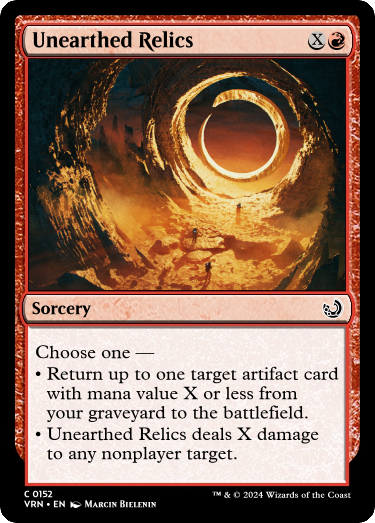 Unearthed Relics X
Sorcery
Choose one —
• Return up to one target artifact card
with mana value X or less from
your graveyard to the battlefield.
• Unearthed Relics deals X damage
to any nonplayer target.
C 0152
VRN • EN Marcin Bielenin
™ & © 2024 Wizards of the Coast